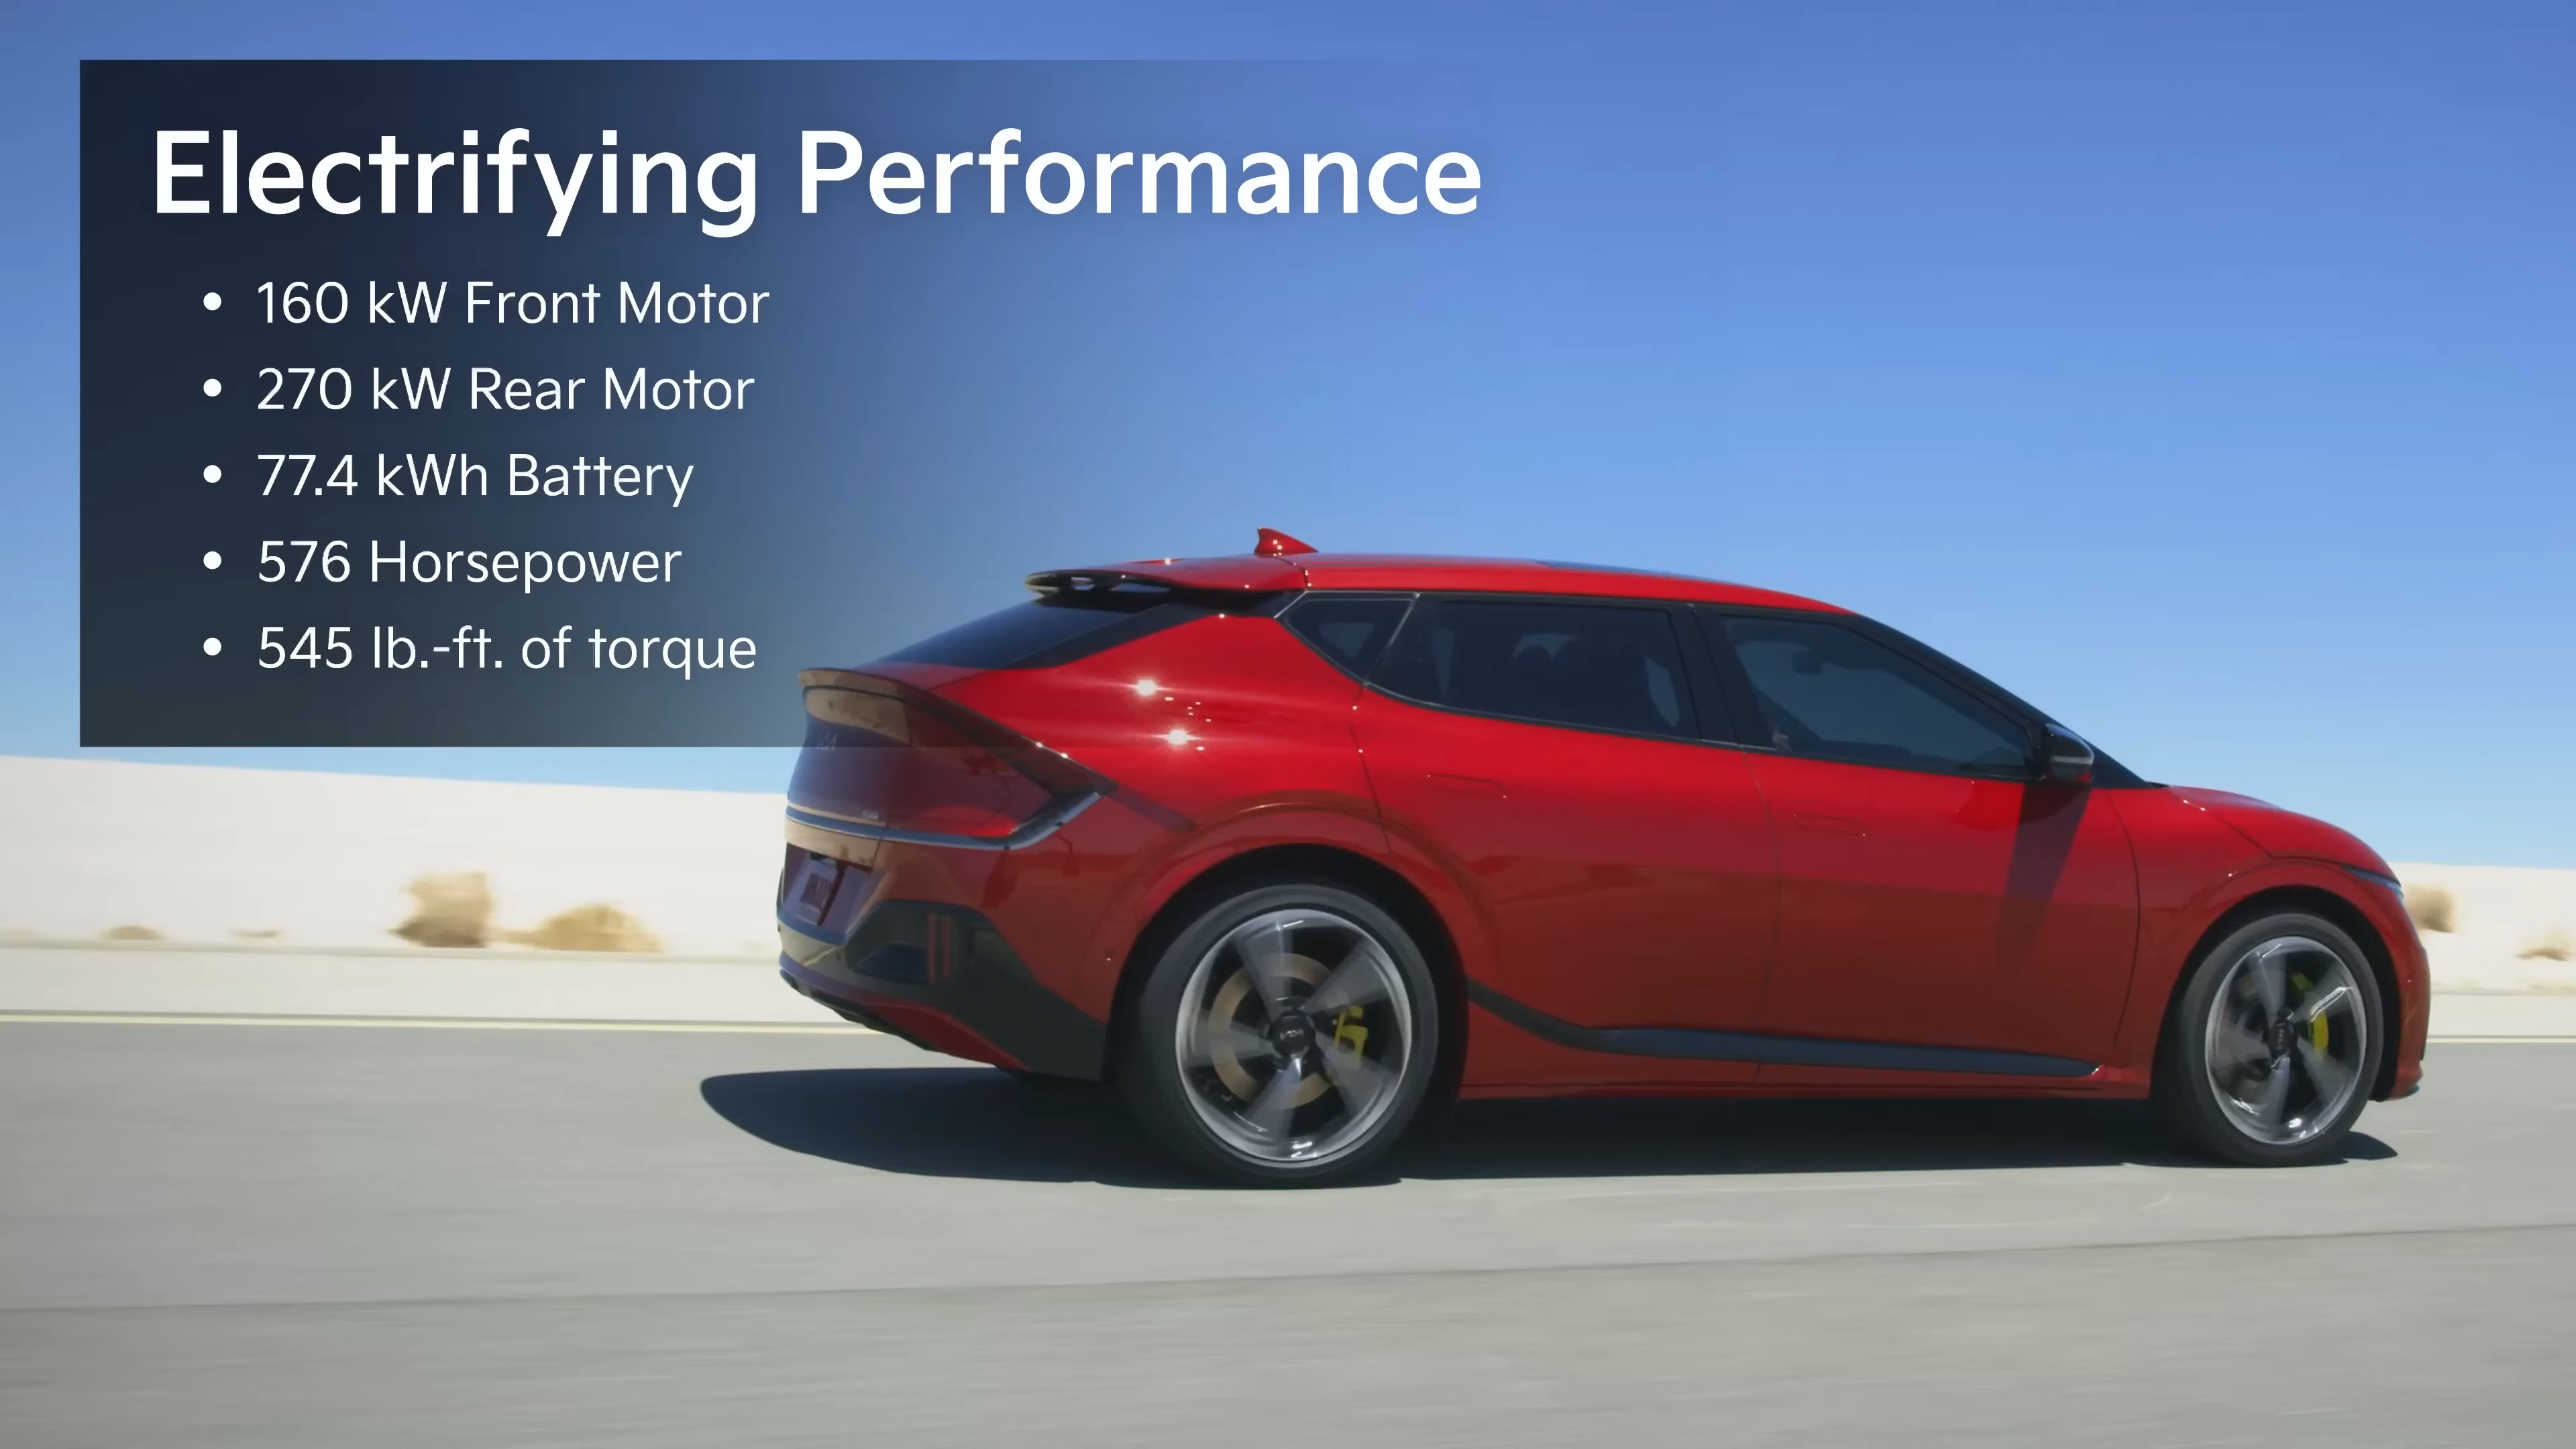 Electrifying Performance
• 160 kW Front Motor
• 270 kW Rear Motor
• 77.4 kWh Battery
• 576 Horsepower
• 545 lb.-ft. of torque